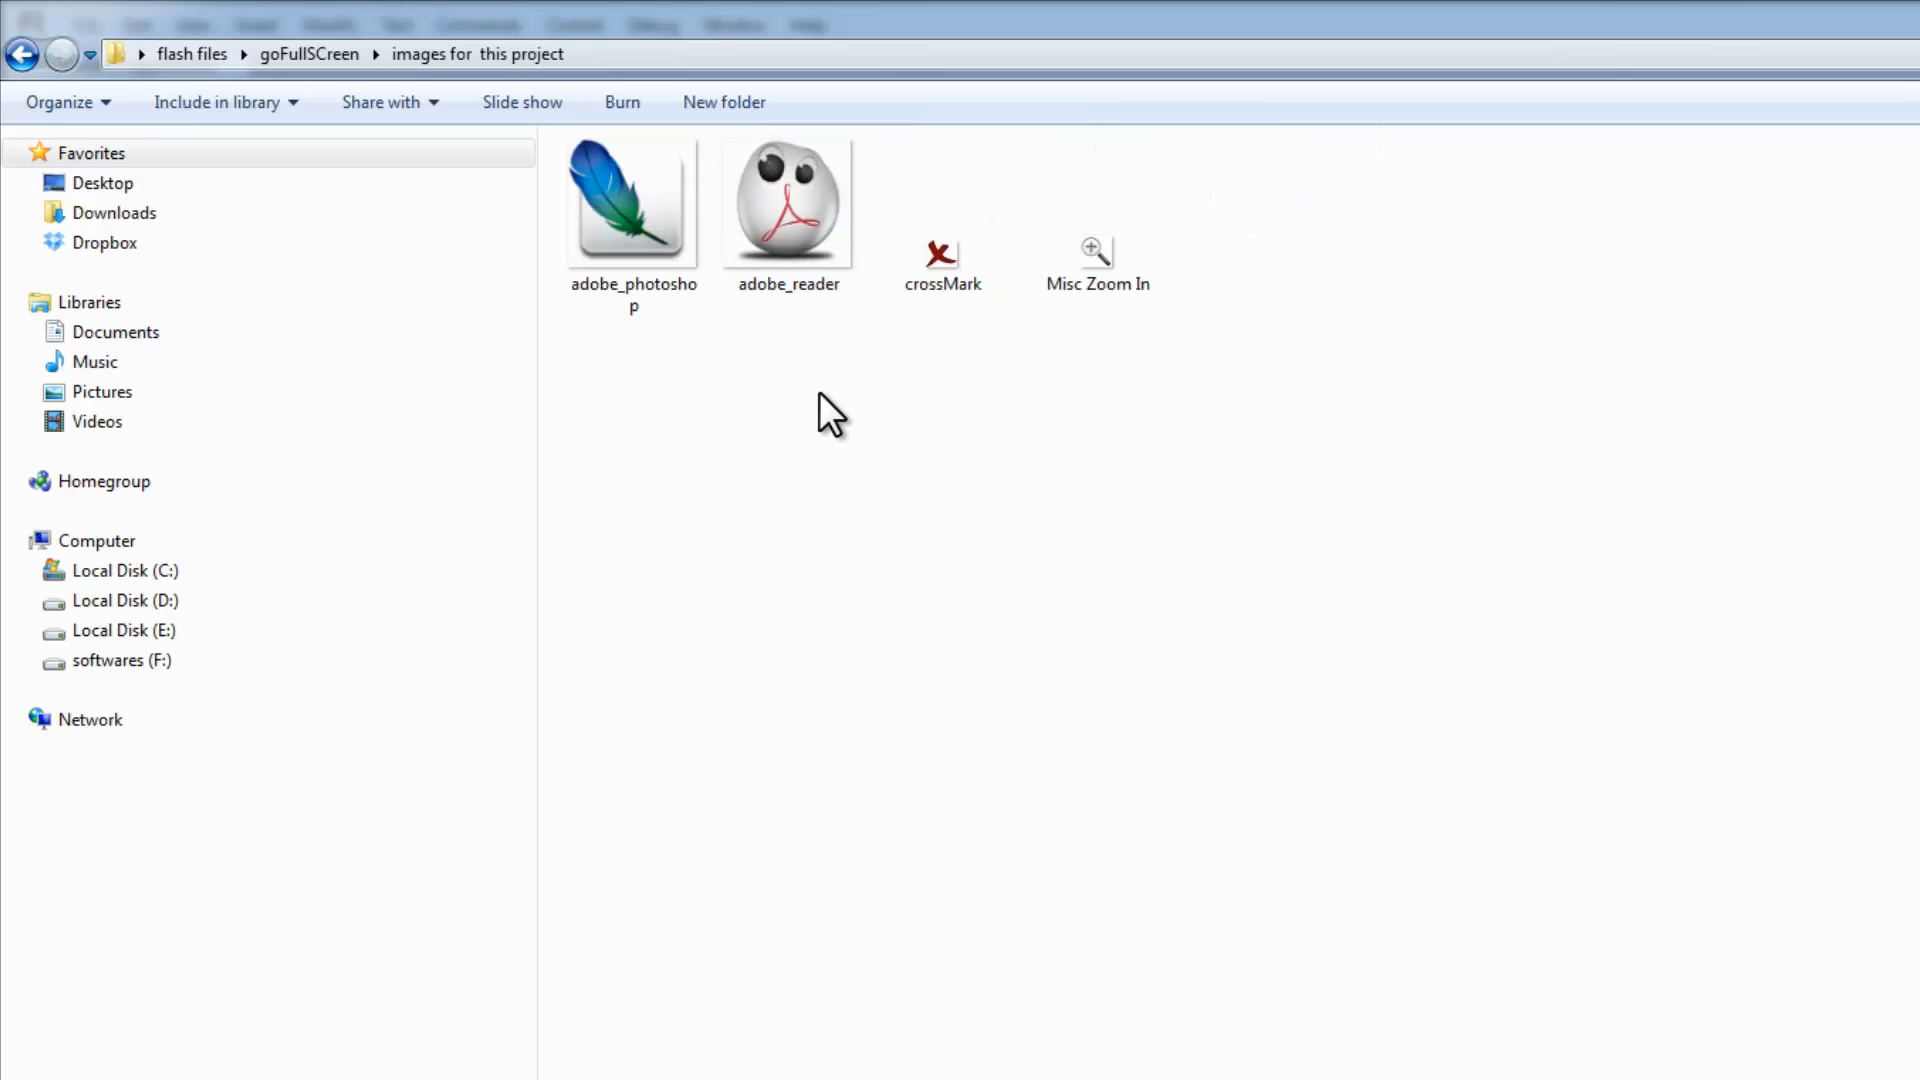 flash files goFullSCreen images for this project
Organize Include in library Share with Slide show Burn New folder
Favorites
Desktop
Downloads
Dropbox
Libraries
Documents
Music
Pictures
Videos
Homegroup
Computer
Local Disk (C:)
Local Disk (D:)
Local Disk (E:)
softwares (F:)
Network
adobe_photosho
p
adobe_reader
crossMark
Misc Zoom In